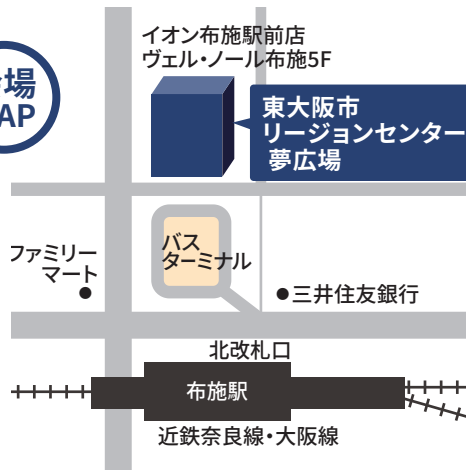 イオン布施駅前店
ヴェル・ノール布施5F
場
AP
東大阪市
リージョンセンター
夢広場
バス
ターミナル
ファミリー
マート
●三井住友銀行
北改札口
布施駅
近鉄奈良線・大阪線